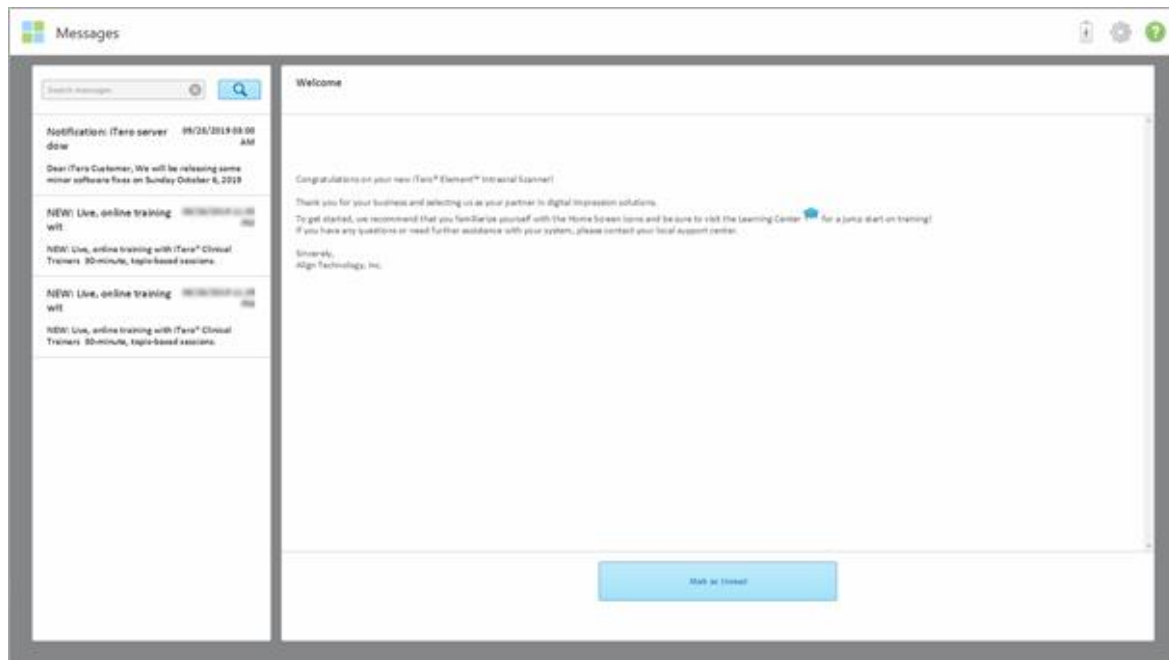 Messages
Search messages
Notification: iTero server 09/28/2019 03:00
dow AM
Dear iTero Customer, We will be releasing some
minor software fixes on Sunday October 6, 2019
NEW: Live, online training
wit
NEW: Live, online training with iTero® Clinical
Trainers 30-minute, topic-based sessions.
NEW: Live, online training
wit
NEW: Live, online training with iTero® Clinical
Trainers 30-minute, topic-based sessions.
Welcome
Congratulations on your new iTero® Element™ Intraoral Scanner!
Thank you for your business and selecting us as your partner in digital impression solutions.
To get started, we recommend that you familiarize yourself with the Home Screen icons and be sure to visit the Learning Center for a jump start on training!
If you have any questions or need further assistance with your system, please contact your local support center.
Sincerely,
Align Technology, Inc.
Mark as Unread